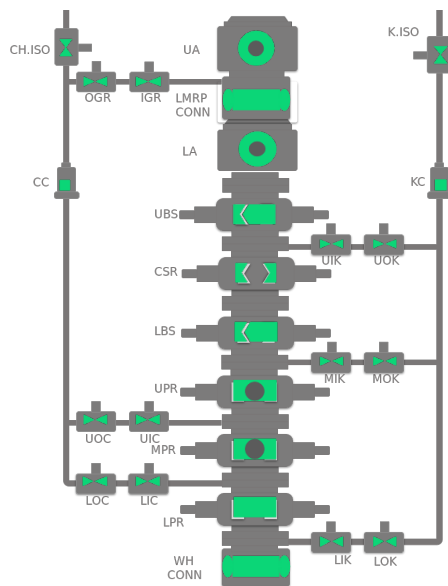 K.ISO
UA
CH.ISO
OGR
IGR
LMRP
CONN
LA
CC
KC
UBS
UIK
UOK
CSR
LBS
MIK
MOK
UPR
UOC
UIC
MPR
LOC
LIC
LPR
LIK
LOK
WH
CONN